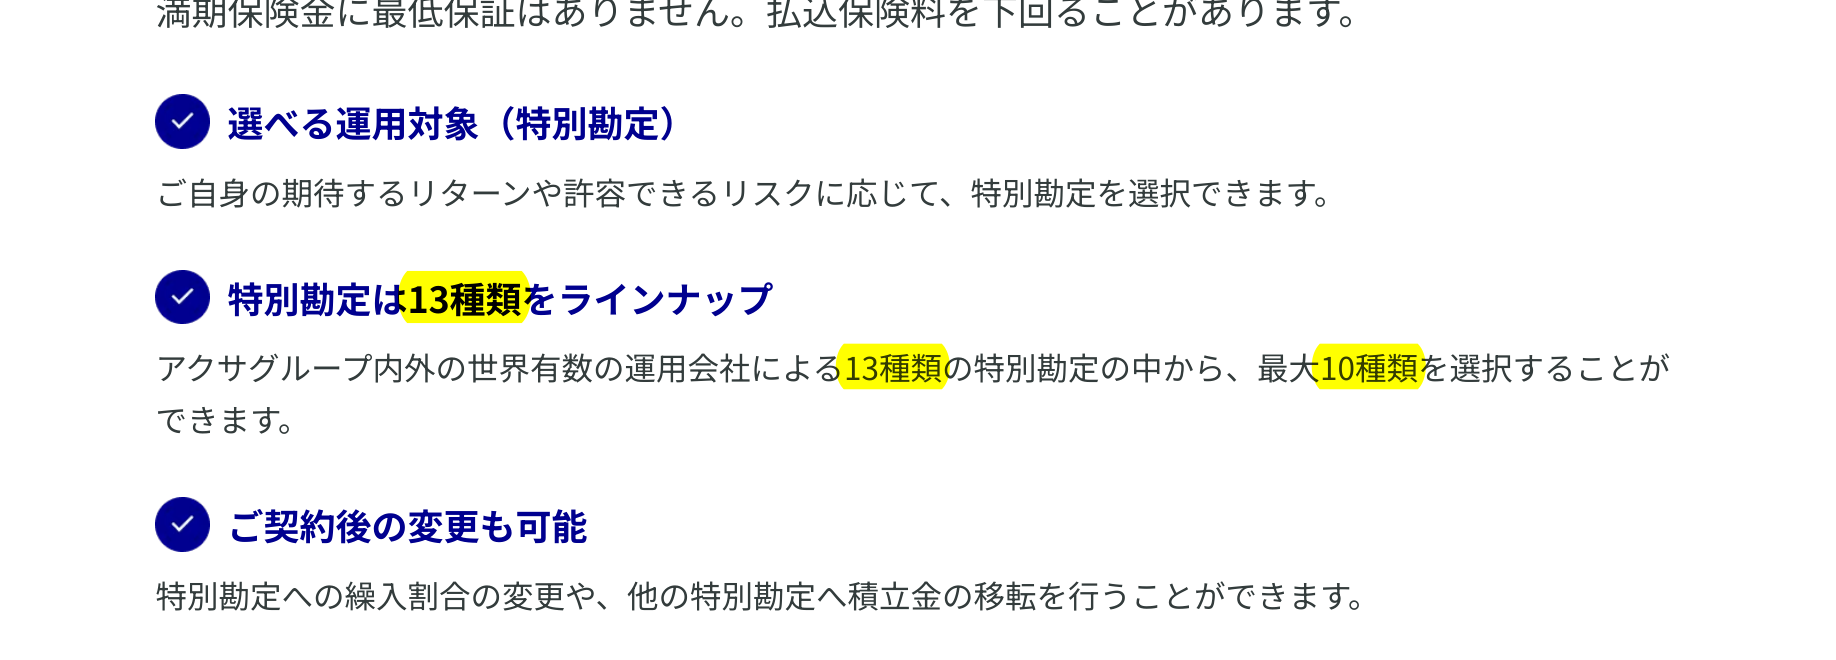 満期保険金に最低保証はありません。払込保険料を下回ることがあります。
選べる運用対象（特別勘定）
ご自身の期待するリターンや許容できるリスクに応じて、特別勘定を選択できます。
特別勘定は13種類をラインナップ
アクサグループ内外の世界有数の運用会社による13種類の特別勘定の中から、最大10種類を選択することが
できます。
ご契約後の変更も可能
特別勘定への繰入割合の変更や、他の特別勘定へ積立金の移転を行うことができます。